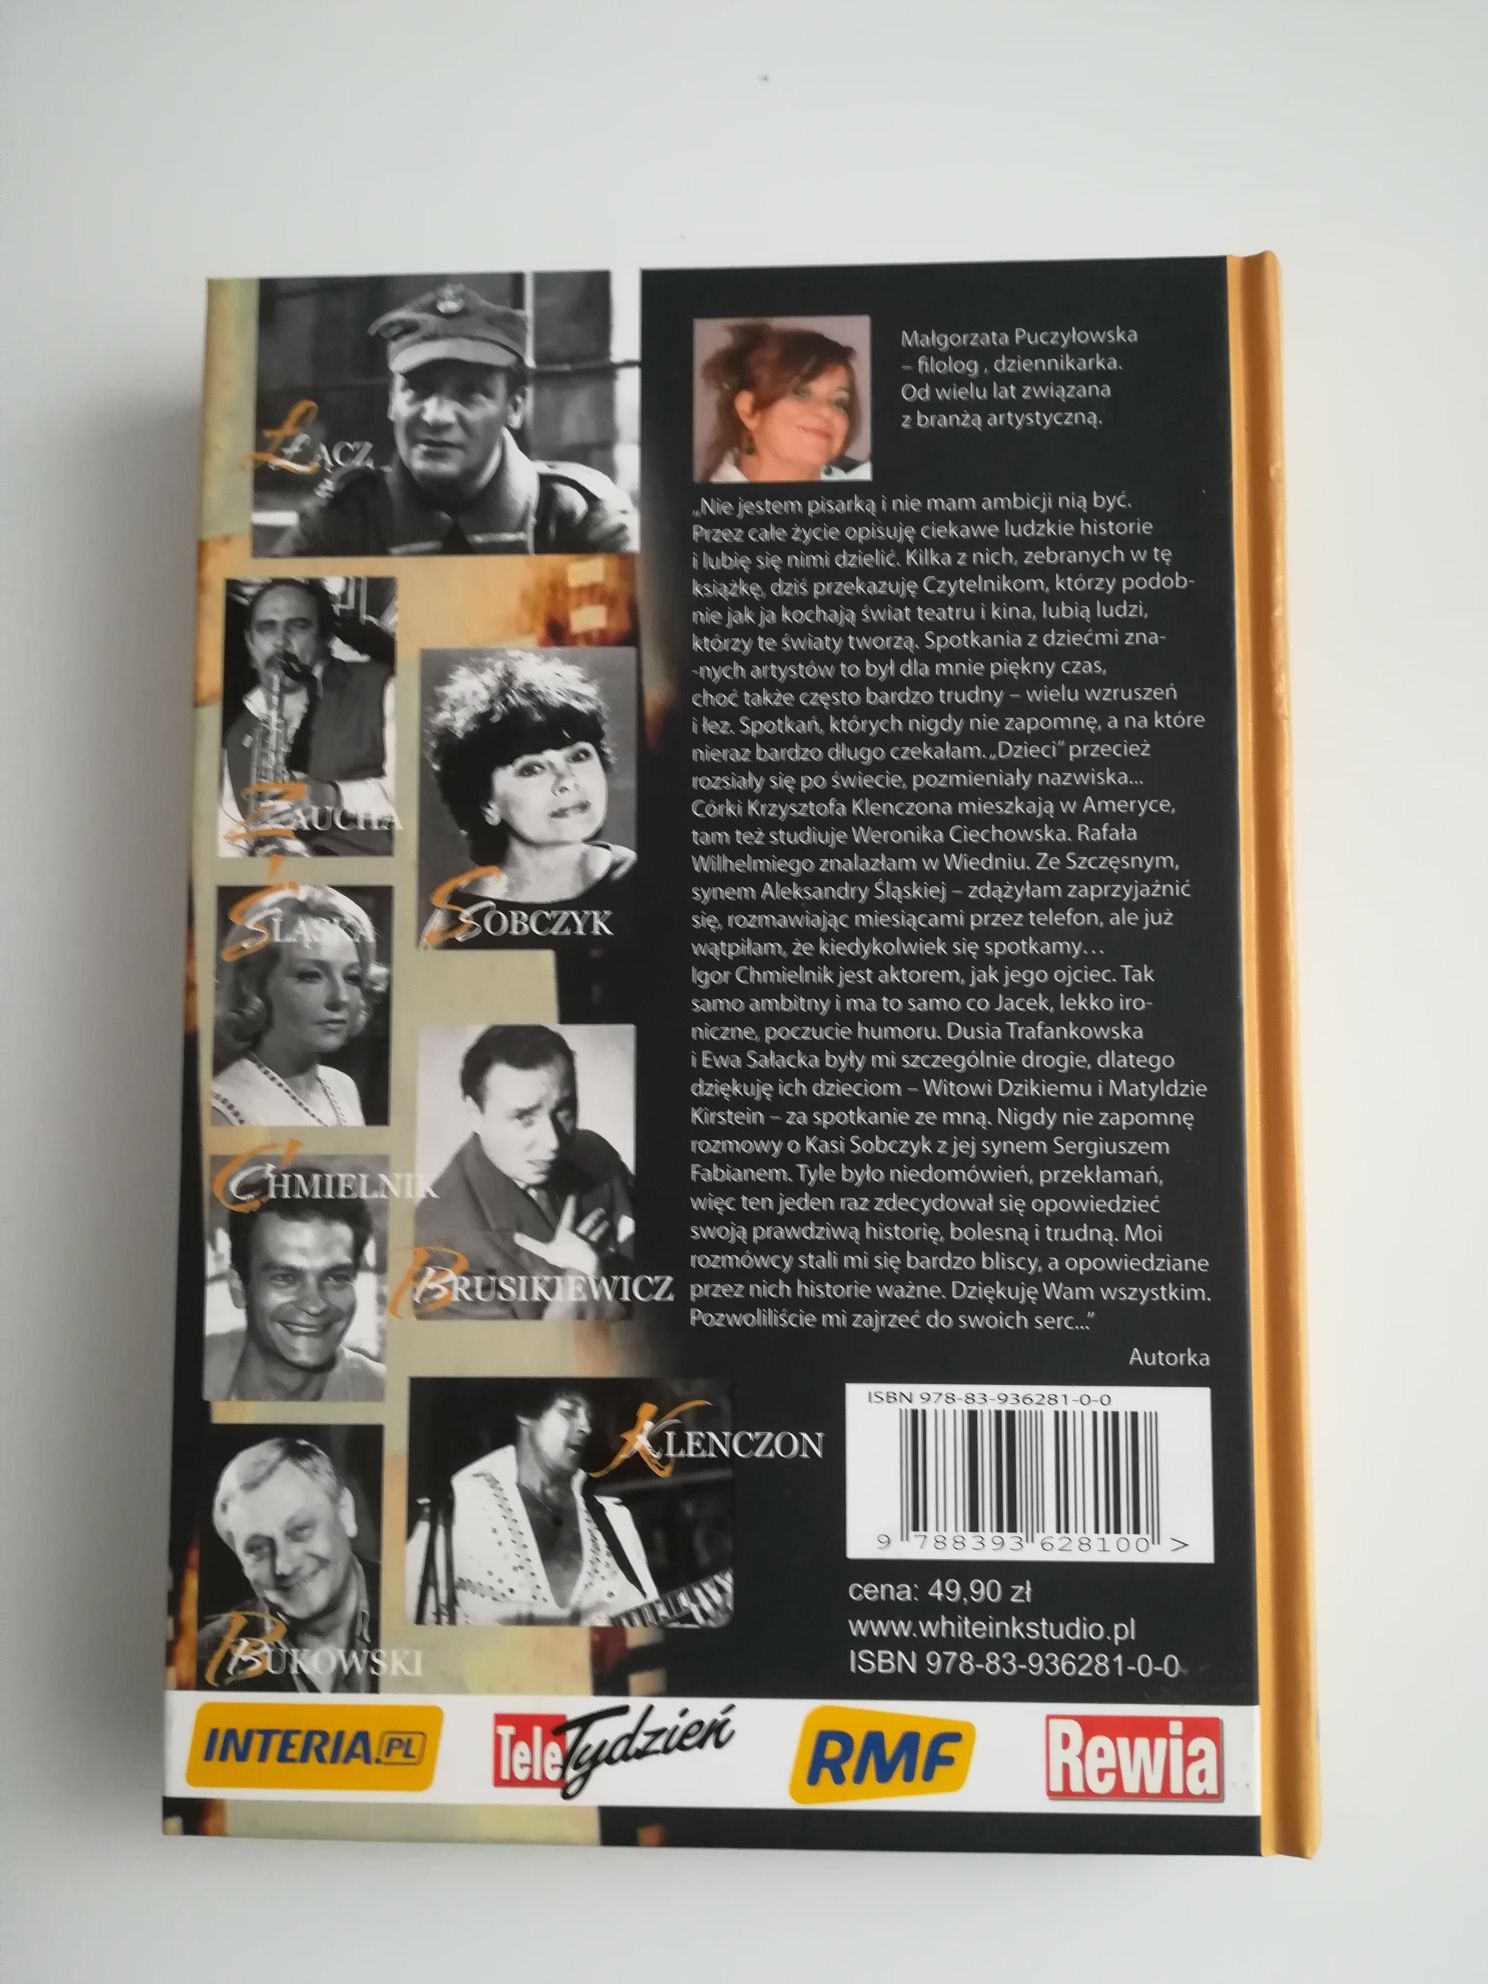 ŁĄCZ
ZAUCHA
SOBCZYK
ŚLĄSKA
CHMIELNIK
BRUSIKIEWICZ
KLENCZON
BUKOWSKI
Małgorzata Puczyłowska
– filolog , dziennikarka.
Od wielu lat związana
z branżą artystyczną.
„Nie jestem pisarką i nie mam ambicji nią być.
Przez całe życie opisuję ciekawe ludzkie historie
i lubię się nimi dzielić. Kilka z nich, zebranych w tę
książkę, dziś przekazuję Czytelnikom, którzy podob-
nie jak ja kochają świat teatru i kina, lubią ludzi,
którzy te światy tworzą. Spotkania z dziećmi zna-
-nych artystów to był dla mnie piękny czas,
choć także często bardzo trudny – wielu wzruszeń
i łez. Spotkań, których nigdy nie zapomnę, a na które
nieraz bardzo długo czekałam. „Dzieci” przecież
rozsiały się po świecie, pozmieniały nazwiska...
Córki Krzysztofa Klenczona mieszkają w Ameryce,
tam też studiuje Weronika Ciechowska. Rafała
Wilhelmiego znalazłam w Wiedniu. Ze Szczęsnym,
synem Aleksandry Śląskiej – zdążyłam zaprzyjaźnić
się, rozmawiając miesiącami przez telefon, ale już
wątpiłam, że kiedykolwiek się spotkamy…
Igor Chmielnik jest aktorem, jak jego ojciec. Tak
samo ambitny i ma to samo co Jacek, lekko iro-
niczne, poczucie humoru. Dusia Trafankowska
i Ewa Sałacka były mi szczególnie drogie, dlatego
dziękuję ich dzieciom – Witowi Dzikiemu i Matyldzie
Kirstein – za spotkanie ze mną. Nigdy nie zapomnę
rozmowy o Kasi Sobczyk z jej synem Sergiuszem
Fabianem. Tyle było niedomówień, przekłamań,
więc ten jeden raz zdecydował się opowiedzieć
swoją prawdziwą historię, bolesną i trudną. Moi
rozmówcy stali mi się bardzo bliscy, a opowiedziane
przez nich historie ważne. Dziękuję Wam wszystkim.
Pozwoliliście mi zajrzeć do swoich serc...”
Autorka
ISBN 978-83-936281-0-0
9 788393 628100 >
cena: 49,90 zł
www.whiteinkstudio.pl
ISBN 978-83-936281-0-0
INTERIA.PL
TeleTydzień
RMF
Rewia